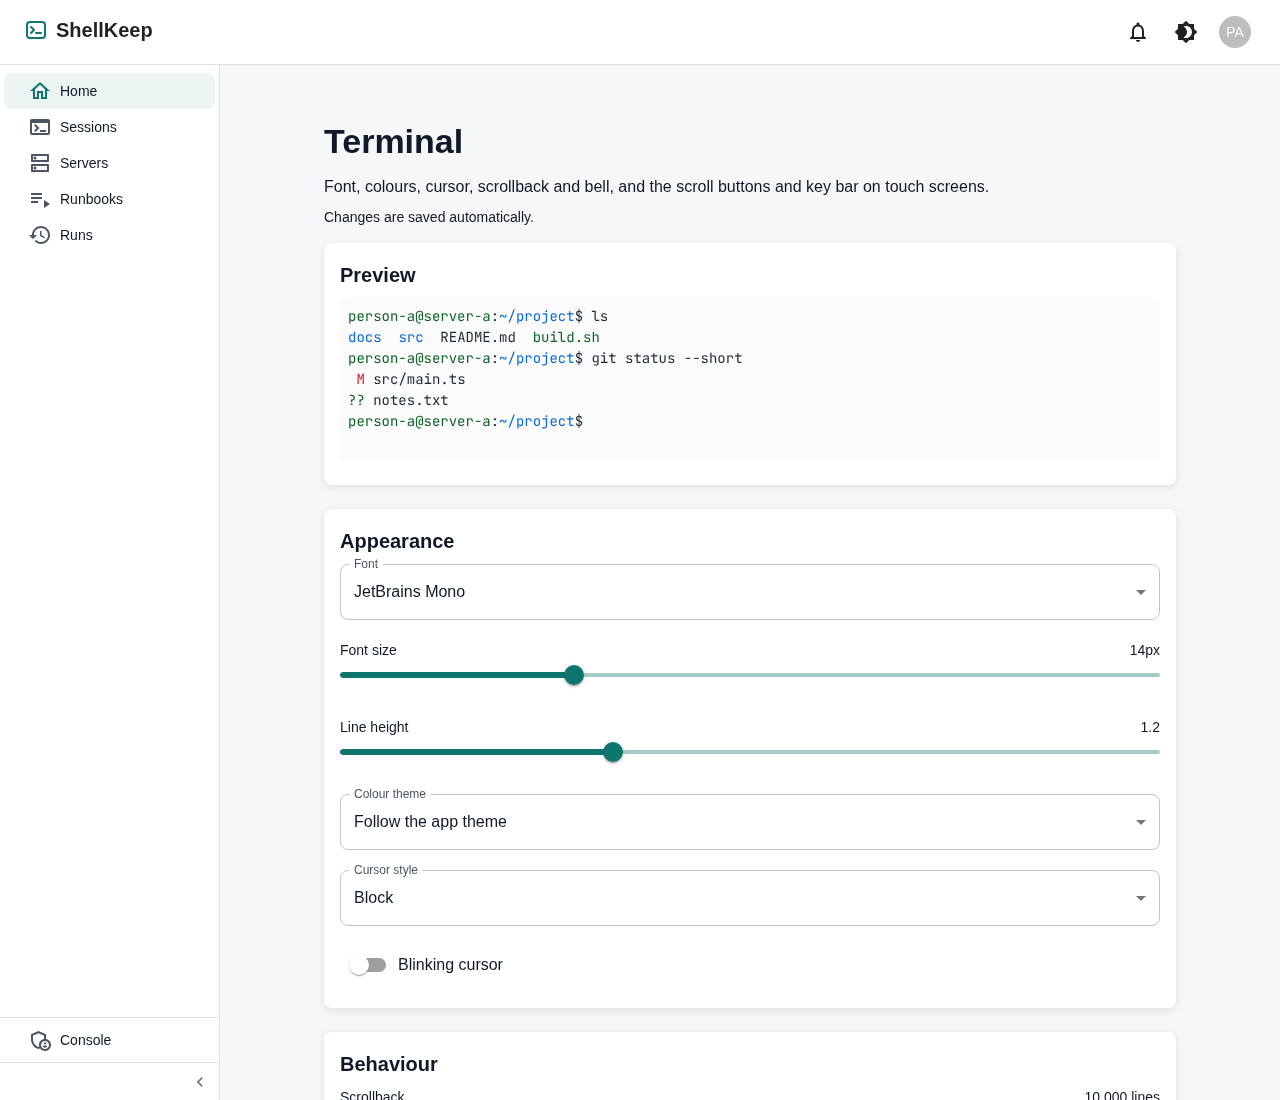 ShellKeep
PA
Home
Sessions
Servers
Runbooks
Runs
Console
Terminal
Font, colours, cursor, scrollback and bell, and the scroll buttons and key bar on touch screens.
Changes are saved automatically.
Preview
person-a@server-a:~/project$ ls
docs  src  README.md  build.sh
person-a@server-a:~/project$ git status --short
 M src/main.ts
?? notes.txt
person-a@server-a:~/project$
Appearance
Font
JetBrains Mono
Font size 14px
Line height 1.2
Colour theme
Follow the app theme
Cursor style
Block
Blinking cursor
Behaviour
Scrollback 10,000 lines